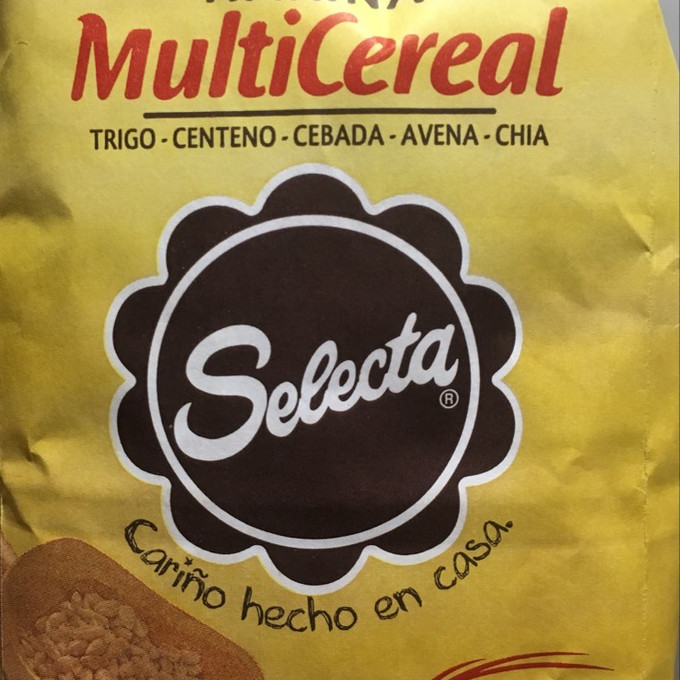 MultiCereal
TRIGO - CENTENO - CEBADA - AVENA - CHIA
Selecta
®
Cariño hecho en casa.